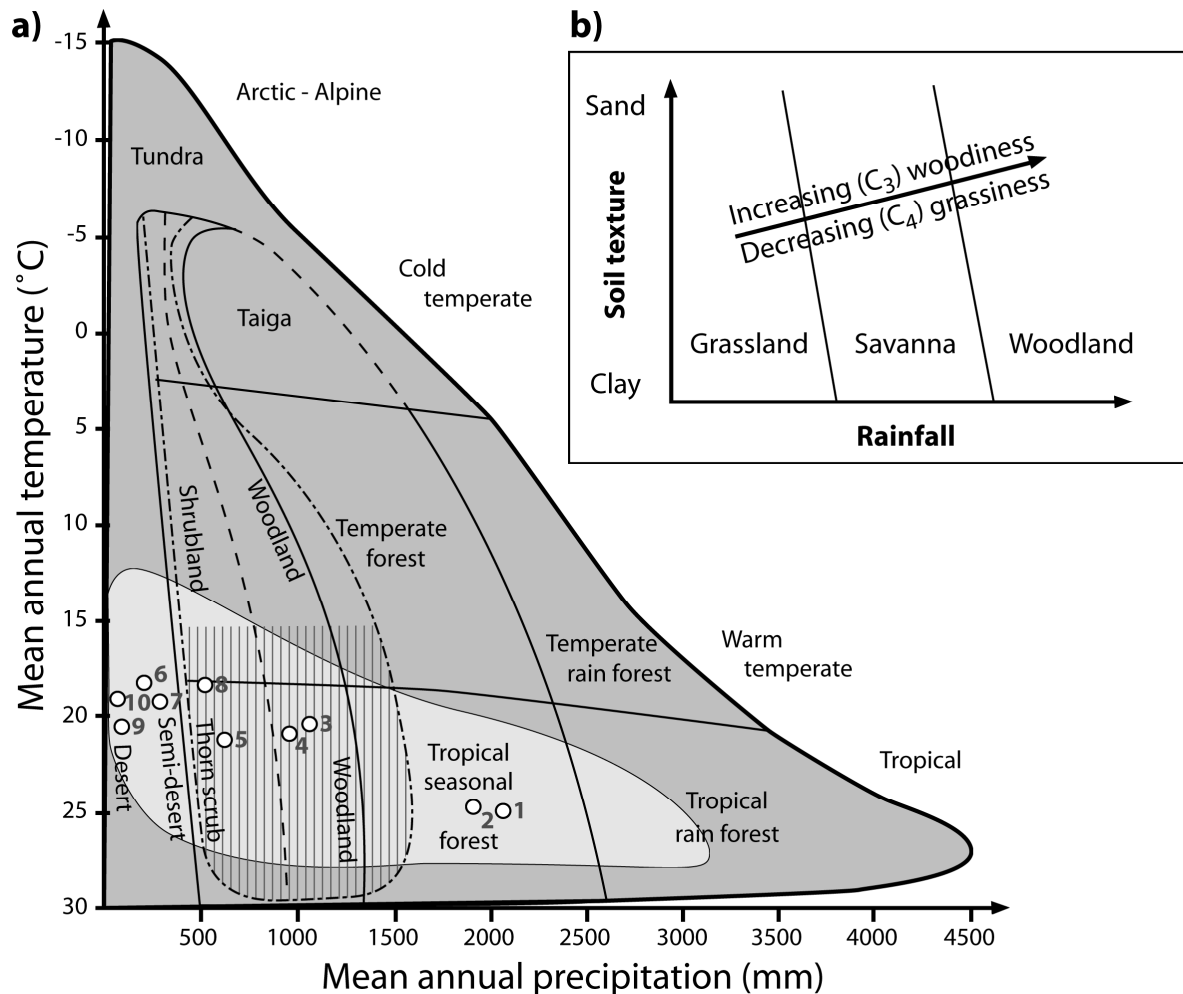 a)
-15
-10
-5
0
5
10
15
20
25
30
Mean annual temperature (˚C)
Arctic - Alpine
Tundra
Cold
temperate
Taiga
Shrubland
Woodland
Temperate
forest
Temperate
rain forest
Warm
temperate
6
10
7
9
8
5
4
3
2
1
Desert
Semi-desert
Thorn scrub
Woodland
Tropical
seasonal
forest
Tropical
rain forest
Tropical
500
1000
1500
2000
2500
3000
3500
4000
4500
Mean annual precipitation (mm)
b)
Sand
Soil texture
Clay
Increasing (C3) woodiness
Decreasing (C4) grassiness
Grassland
Savanna
Woodland
Rainfall